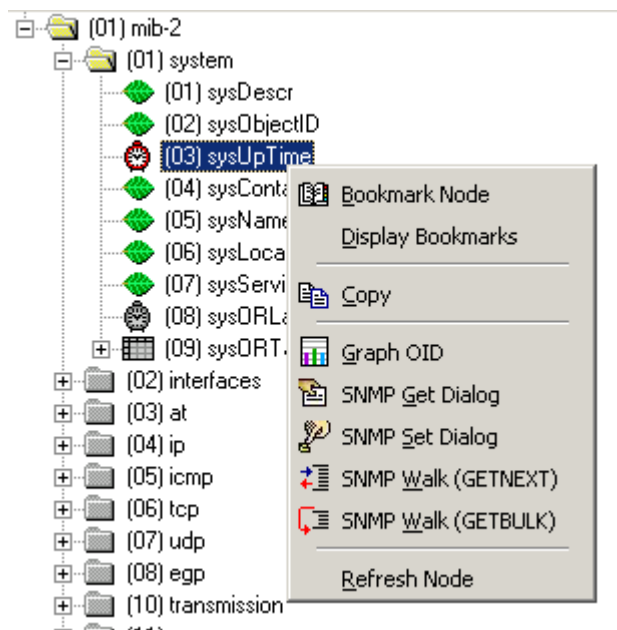 (01) mib-2
(01) system
(01) sysDescr
(02) sysObjectID
(03) sysUpTime
(04) sysConta
(05) sysName
(06) sysLoca
(07) sysServi
(08) sysORLa
(09) sysORT
(02) interfaces
(03) at
(04) ip
(05) icmp
(06) tcp
(07) udp
(08) egp
(10) transmission
Bookmark Node
Display Bookmarks
Copy
Graph OID
SNMP Get Dialog
SNMP Set Dialog
SNMP Walk (GETNEXT)
SNMP Walk (GETBULK)
Refresh Node